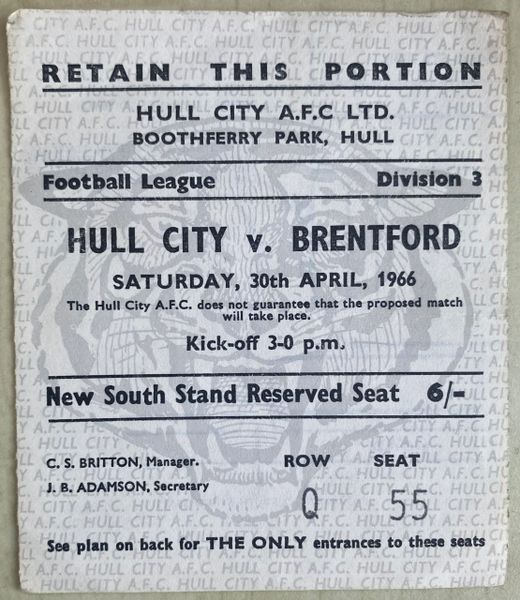 RETAIN THIS PORTION
HULL CITY A.F.C LTD.
BOOTHFERRY PARK, HULL
Football League Division 3
HULL CITY v. BRENTFORD
SATURDAY, 30th APRIL, 1966
The Hull City A.F.C. does not guarantee that the proposed match
will take place.
Kick-off 3-0 p.m.
New South Stand Reserved Seat 6/-
C. S. BRITTON, Manager.
J. B. ADAMSON, Secretary
ROW SEAT
Q 55
See plan on back for THE ONLY entrances to these seats